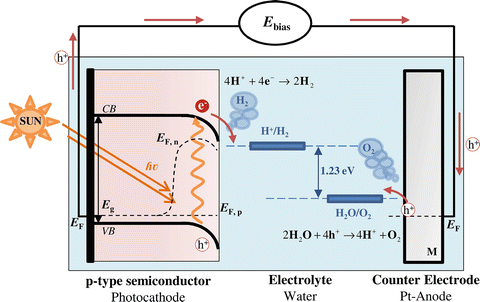 E_bias
h⁺
4H⁺ + 4e⁻ → 2H₂
e⁻
H₂
CB
SUN
E_F, n
H⁺/H₂
O₂
h⁺
hν
1.23 eV
E_g
E_F, p
h⁺
E_F
E_F
H₂O/O₂
VB
h⁺
2H₂O + 4h⁺ → 4H⁺ + O₂
M
p-type semiconductor
Photocathode
Electrolyte
Water
Counter Electrode
Pt-Anode